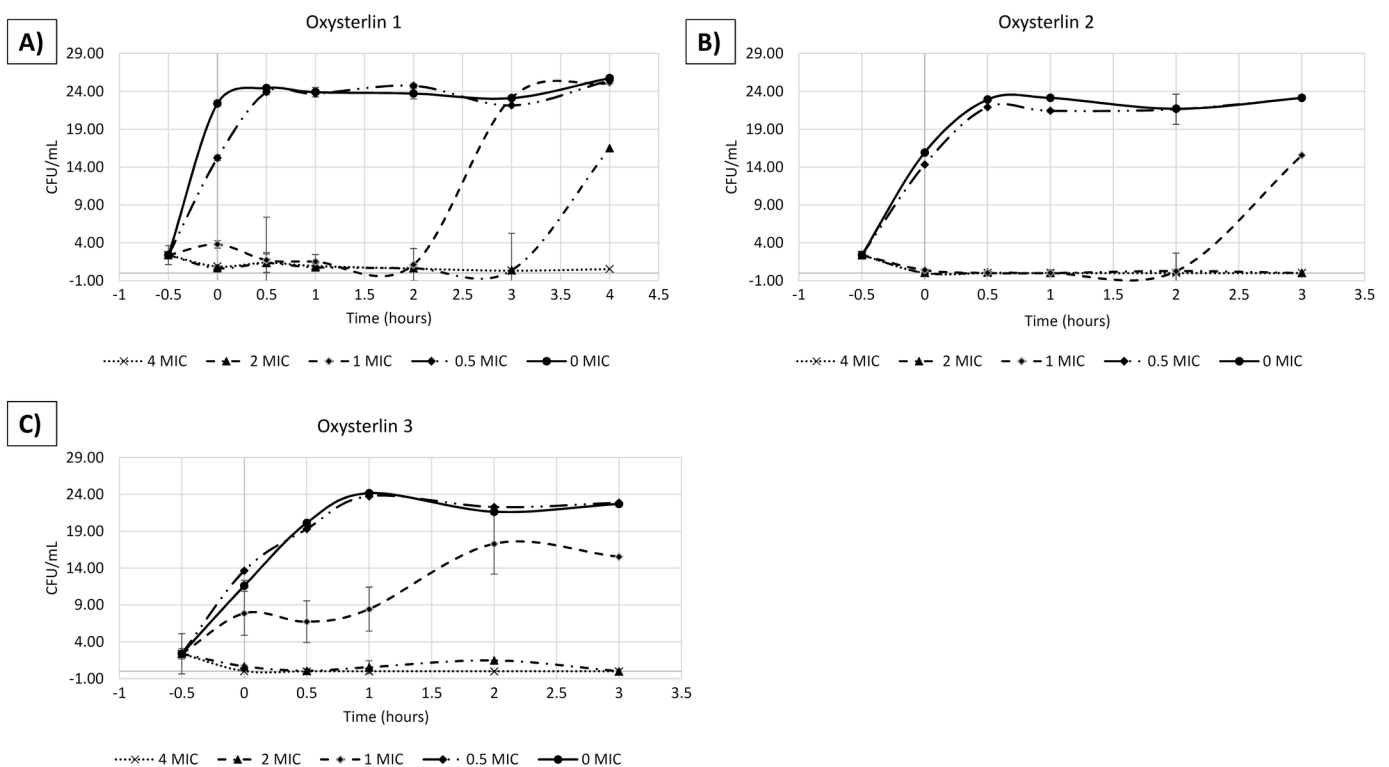 A)
Oxysterlin 1
29.00
24.00
19.00
14.00
9.00
4.00
-1.00
CFU/mL
-1 -0.5 0 0.5 1 1.5 2 2.5 3 3.5 4 4.5
Time (hours)
4 MIC 2 MIC 1 MIC 0.5 MIC 0 MIC
B)
Oxysterlin 2
29.00
24.00
19.00
14.00
9.00
4.00
-1.00
CFU/mL
-1 -0.5 0 0.5 1 1.5 2 2.5 3 3.5
Time (hours)
4 MIC 2 MIC 1 MIC 0.5 MIC 0 MIC
C)
Oxysterlin 3
29.00
24.00
19.00
14.00
9.00
4.00
-1.00
CFU/mL
-1 -0.5 0 0.5 1 1.5 2 2.5 3 3.5
Time (hours)
4 MIC 2 MIC 1 MIC 0.5 MIC 0 MIC